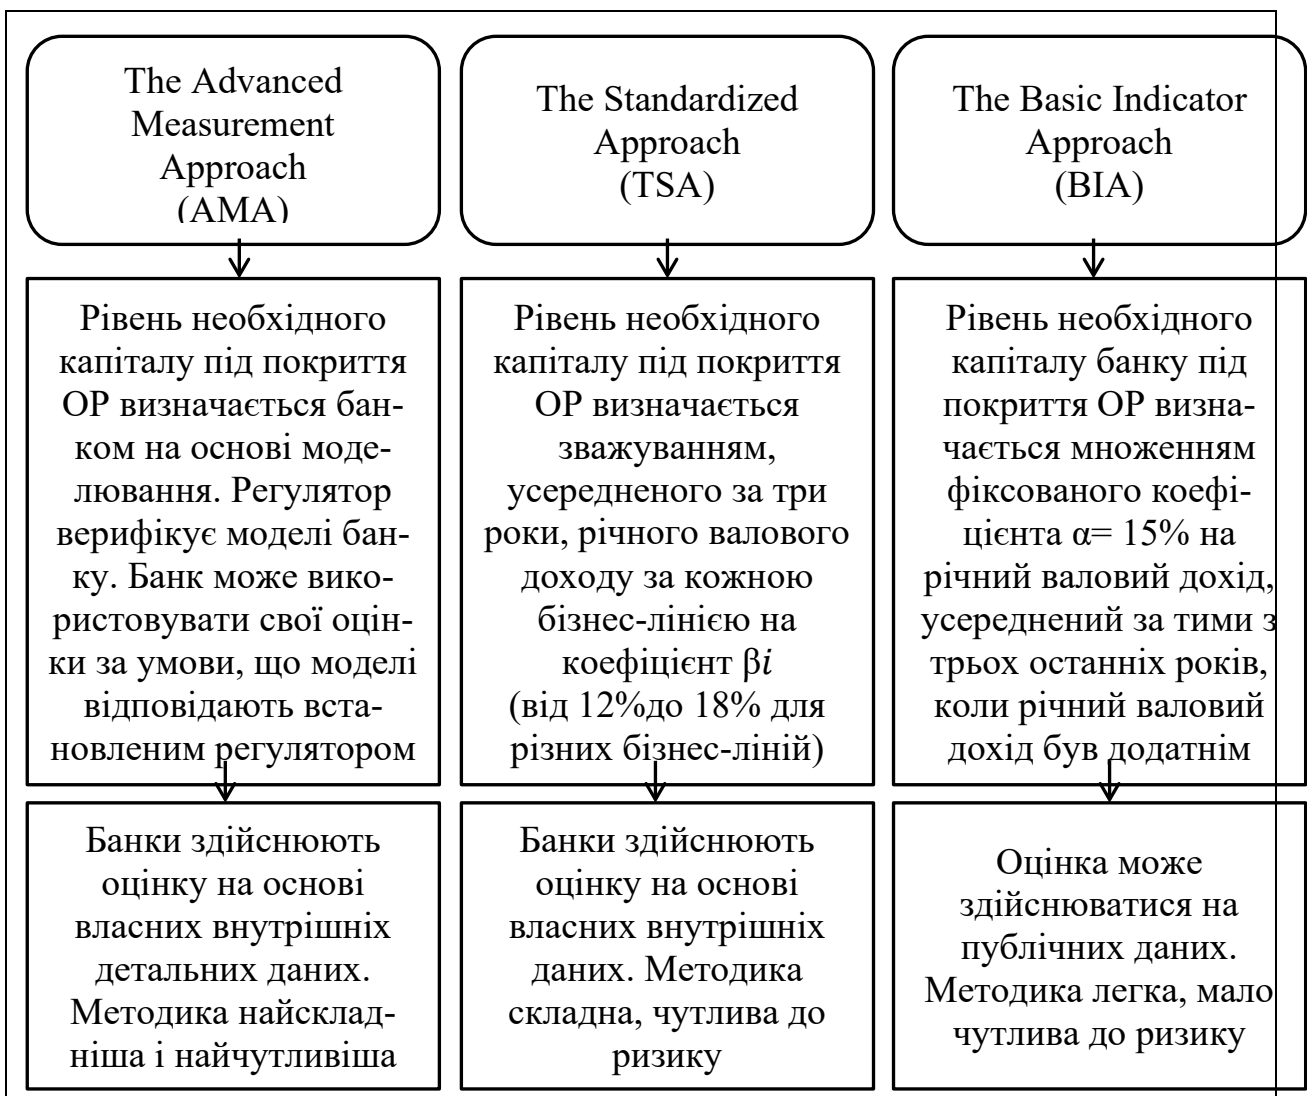 The Advanced
Measurement
Approach
(AMA)
The Standardized
Approach
(TSA)
The Basic Indicator
Approach
(BIA)
Рівень необхідного
капіталу під покриття
ОР визначається бан-
ком на основі моде-
лювання. Регулятор
верифікує моделі бан-
ку. Банк може вико-
ристовувати свої оцін-
ки за умови, що моделі
відповідають вста-
новленим регулятором
Рівень необхідного
капіталу під покриття
ОР визначається
зважуванням,
усередненого за три
роки, річного валового
доходу за кожною
бізнес-лінією на
коефіцієнт βi
(від 12%до 18% для
різних бізнес-ліній)
Рівень необхідного
капіталу банку під
покриття ОР визна-
чається множенням
фіксованого коефі-
цієнта α= 15% на
річний валовий дохід,
усереднений за тими з
трьох останніх років,
коли річний валовий
дохід був додатнім
Банки здійснюють
оцінку на основі
власних внутрішніх
детальних даних.
Методика найсклад-
ніша і найчутливіша
Банки здійснюють
оцінку на основі
власних внутрішніх
даних. Методика
складна, чутлива до
ризику
Оцінка може
здійснюватися на
публічних даних.
Методика легка, мало
чутлива до ризику